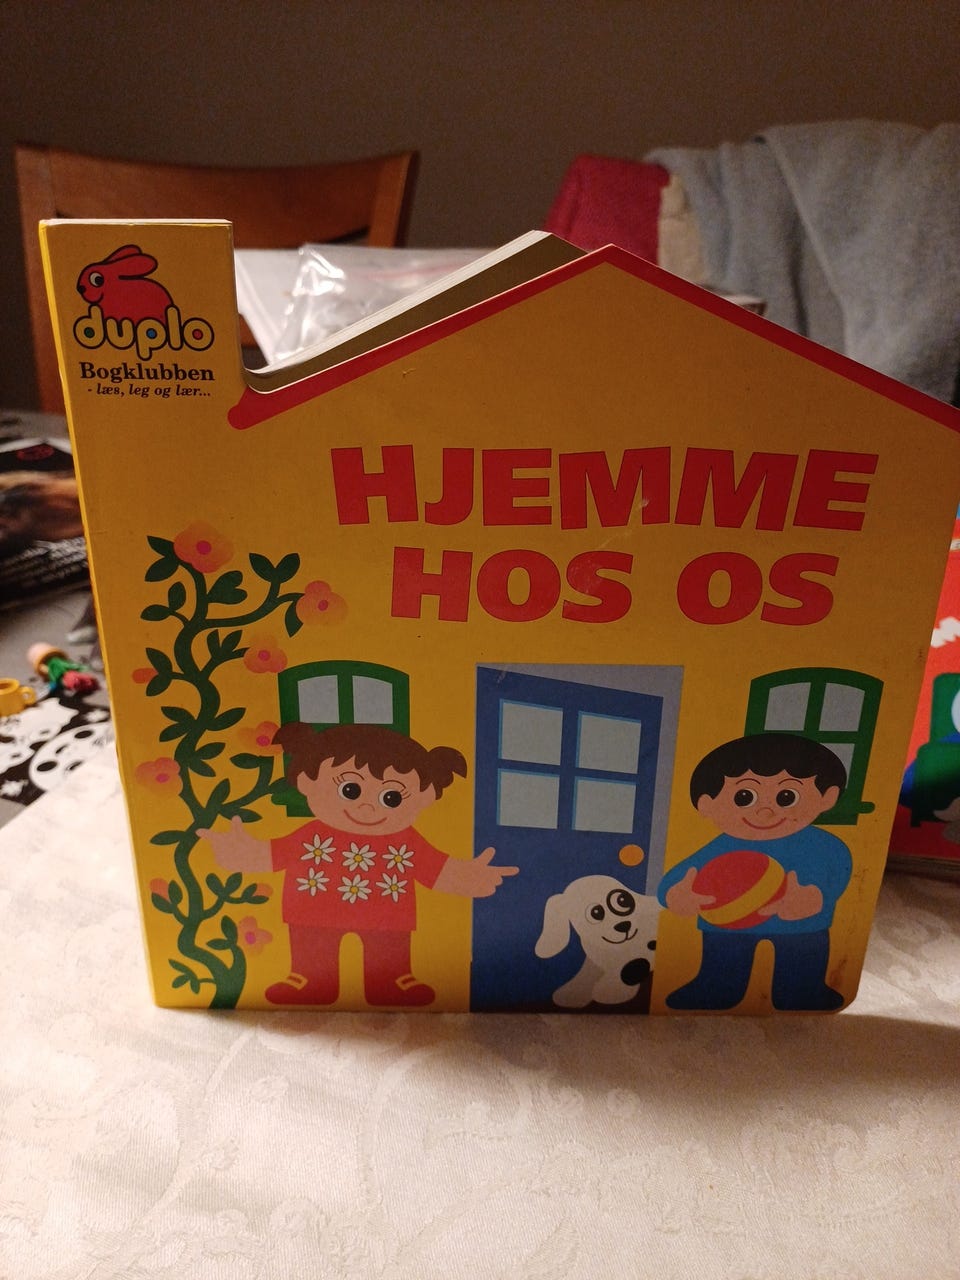 duplo
Bogklubben
- læs, leg og lær...
HJEMME
HOS OS